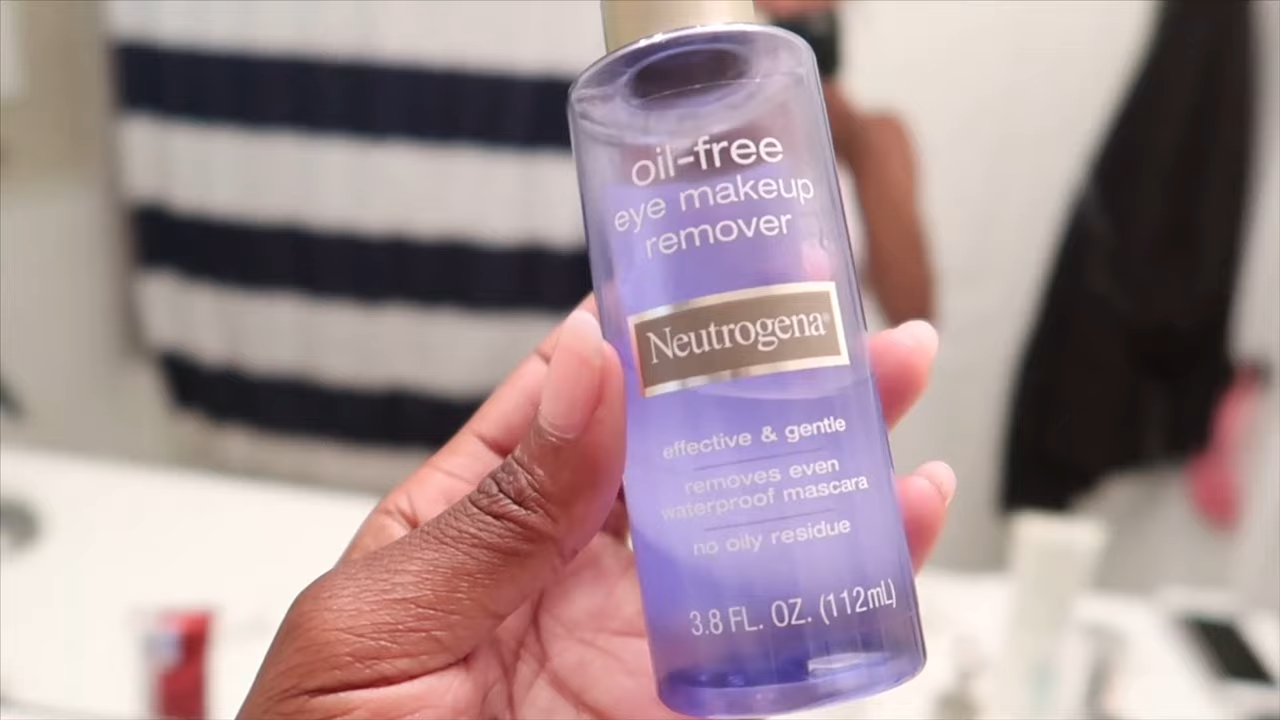 oil-free
eye makeup
remover
Neutrogena®
effective & gentle
removes even
waterproof mascara
no oily residue
3.8 FL. OZ. (112mL)